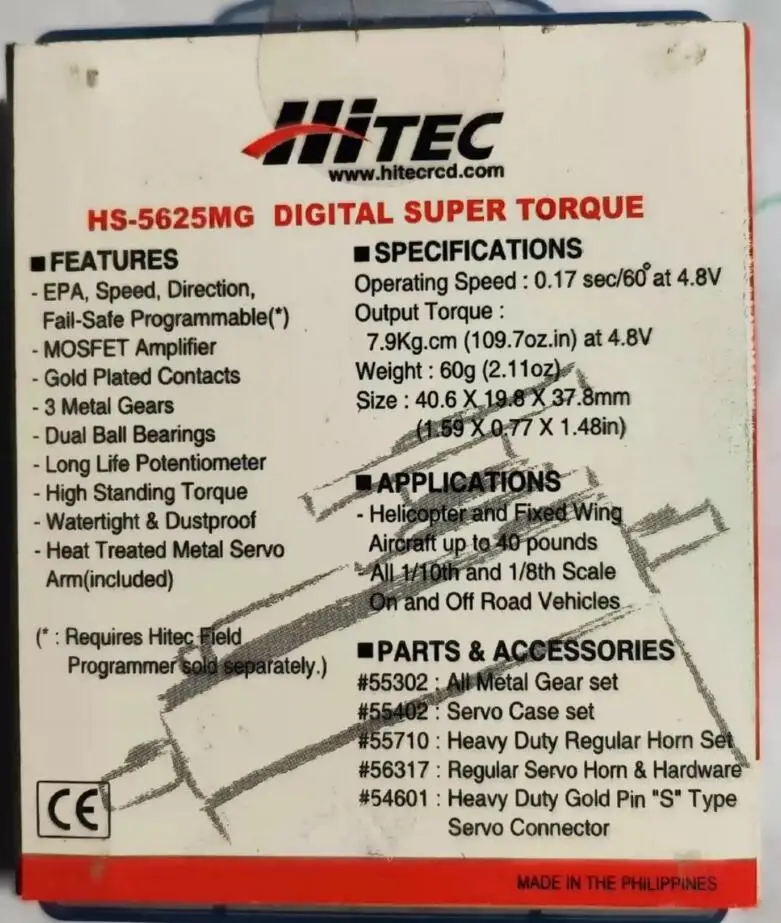 HiTEC
www.hitecrcd.com
HS-5625MG DIGITAL SUPER TORQUE
■ FEATURES
- EPA, Speed, Direction,
Fail-Safe Programmable(*)
- MOSFET Amplifier
- Gold Plated Contacts
- 3 Metal Gears
- Dual Ball Bearings
- Long Life Potentiometer
- High Standing Torque
- Watertight & Dustproof
- Heat Treated Metal Servo
Arm(included)
(* : Requires Hitec Field
Programmer sold separately.)
■ SPECIFICATIONS
Operating Speed : 0.17 sec/60° at 4.8V
Output Torque :
7.9Kg.cm (109.7oz.in) at 4.8V
Weight : 60g (2.11oz)
Size : 40.6 X 19.8 X 37.8mm
(1.59 X 0.77 X 1.48in)
■ APPLICATIONS
- Helicopter and Fixed Wing
Aircraft up to 40 pounds
- All 1/10th and 1/8th Scale
On and Off Road Vehicles
■ PARTS & ACCESSORIES
#55302 : All Metal Gear set
#55402 : Servo Case set
#55710 : Heavy Duty Regular Horn Set
#56317 : Regular Servo Horn & Hardware
#54601 : Heavy Duty Gold Pin "S" Type
Servo Connector
CE
MADE IN THE PHILIPPINES